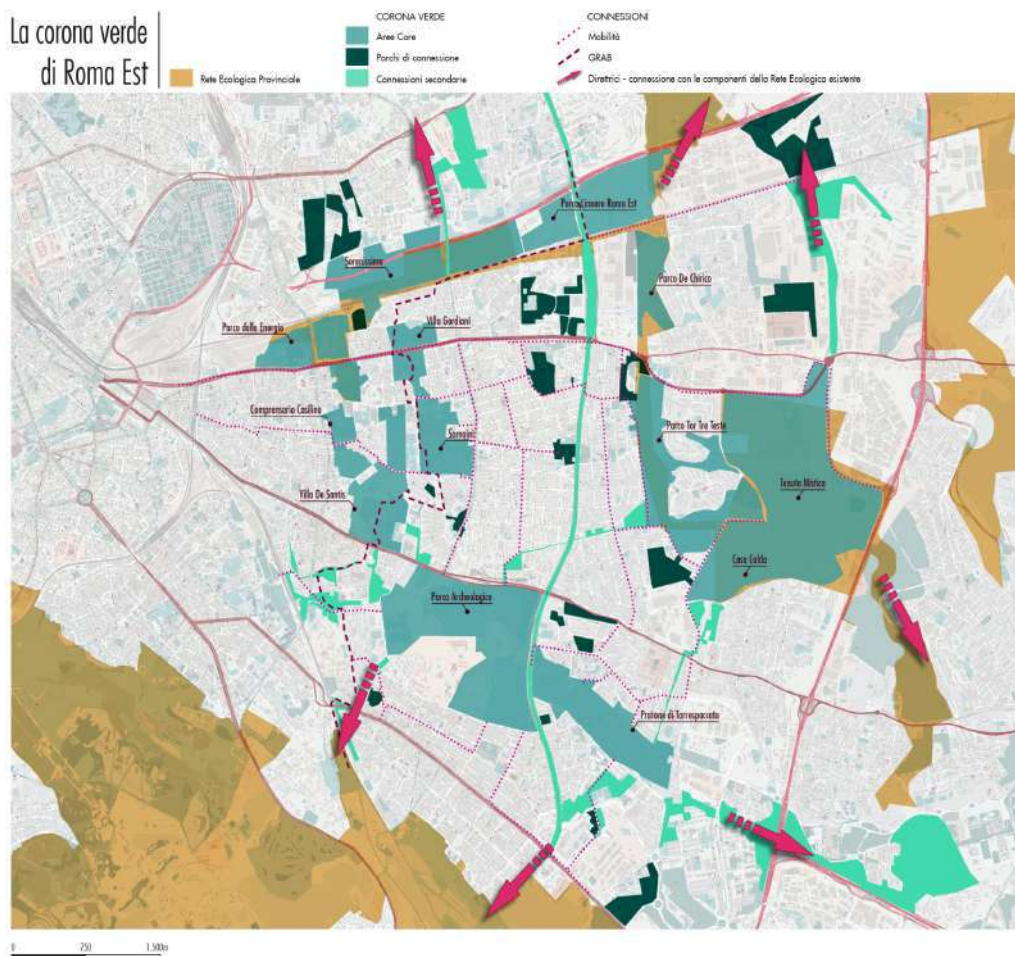 La corona verde
di Roma Est
Rete Ecologica Provinciale
CORONA VERDE
Aree Core
Parchi di connessione
Connessioni secondarie
CONNESSIONI
Mobilità
GRAB
Direttrici - connessione con le componenti della Rete Ecologica esistente
Parco Lineare Roma Est
Serenissima
Parco De Chirico
Villa Gordiani
Parco delle Energie
Comprensorio Casilino
Somaini
Parco Tor Tre Teste
Villa De Sanctis
Tenuta Mistica
Casa Calda
Parco Archeologico
Pratone di Torrespaccata
0
750
1.500m